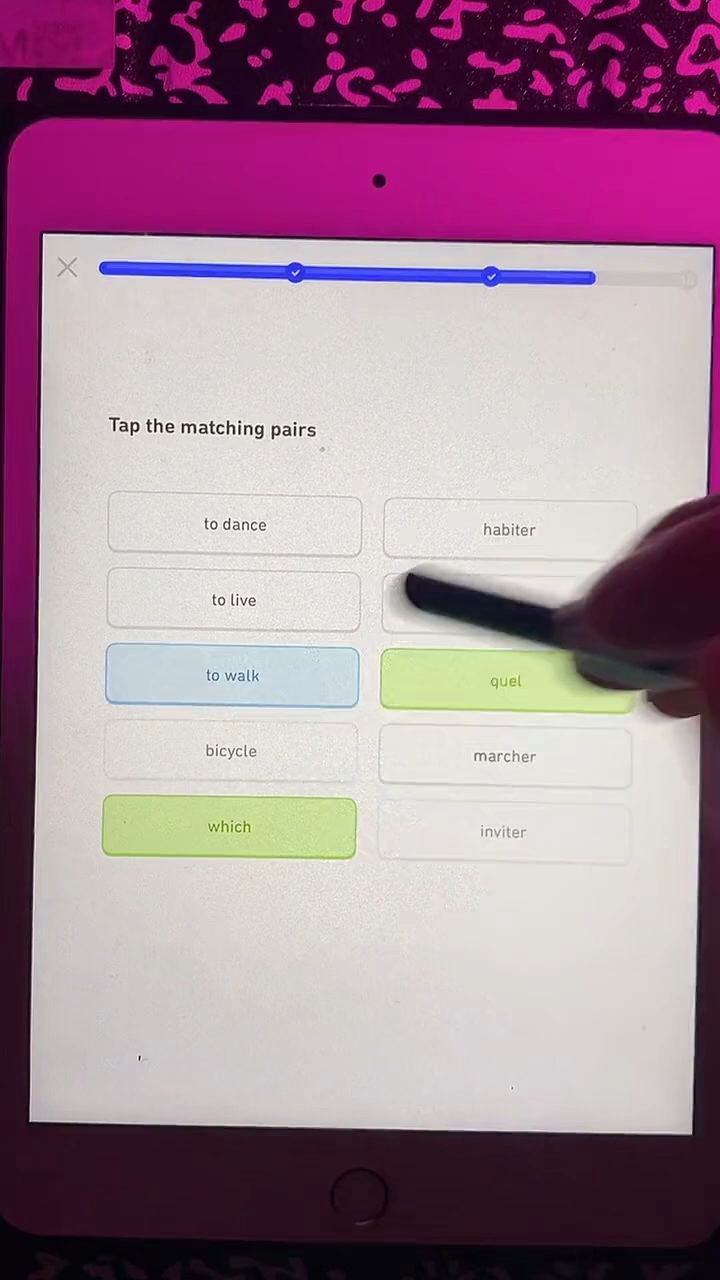 Tap the matching pairs
to dance
habiter
to live
to walk
quel
bicycle
marcher
which
inviter